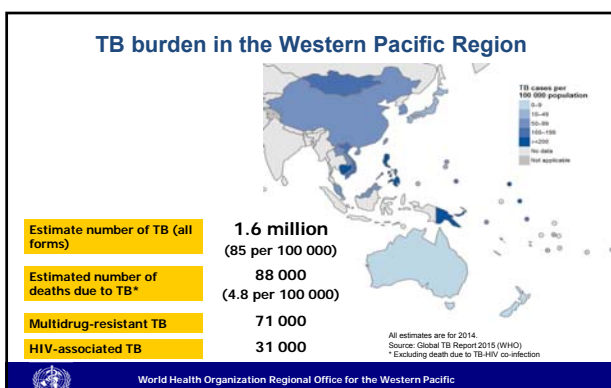 TB burden in the Western Pacific Region
TB cases per
100 000 population
0–9
10–49
50–99
100–199
>=200
No data
Not applicable
Estimate number of TB (all
forms)
1.6 million
(85 per 100 000)
Estimated number of
deaths due to TB*
88 000
(4.8 per 100 000)
Multidrug-resistant TB
71 000
HIV-associated TB
31 000
All estimates are for 2014.
Source: Global TB Report 2015 (WHO)
* Excluding death due to TB-HIV co-infection
World Health Organization Regional Office for the Western Pacific